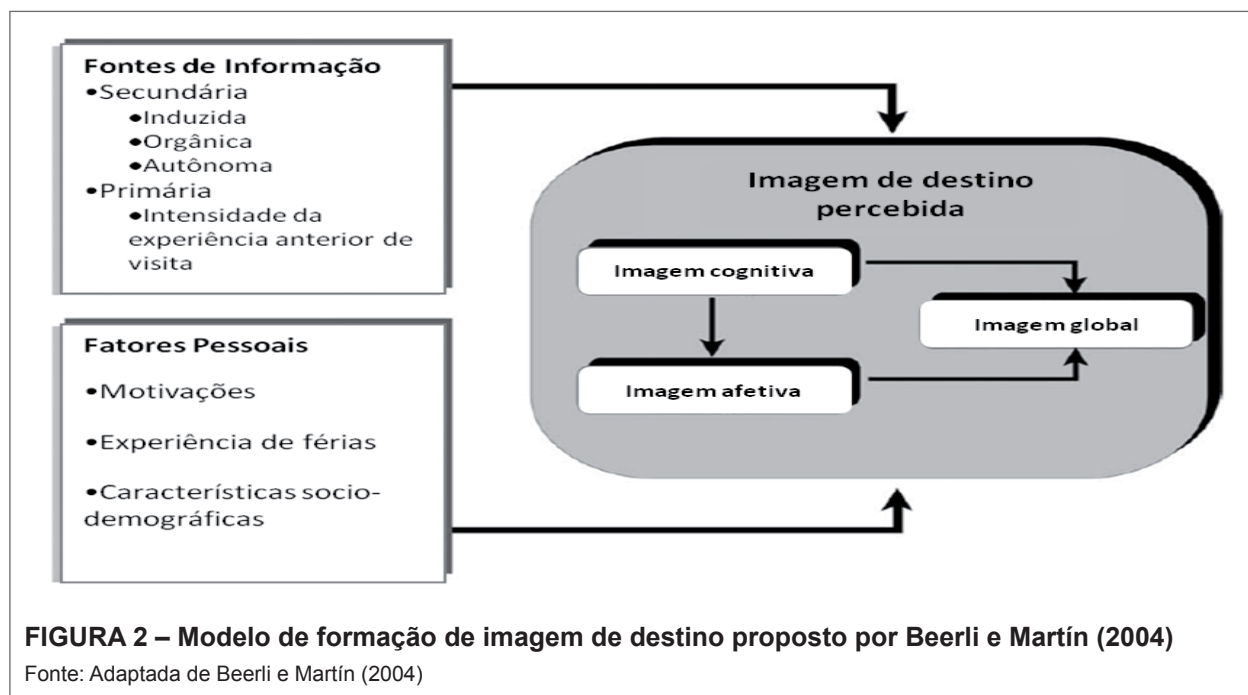 Fontes de Informação
•Secundária
•Induzida
•Orgânica
•Autônoma
•Primária
•Intensidade da
experiência anterior de
visita
Fatores Pessoais
•Motivações
•Experiência de férias
•Características socio-
demográficas
Imagem de destino
percebida
Imagem cognitiva
Imagem global
Imagem afetiva
FIGURA 2 – Modelo de formação de imagem de destino proposto por Beerli e Martín (2004)
Fonte: Adaptada de Beerli e Martín (2004)